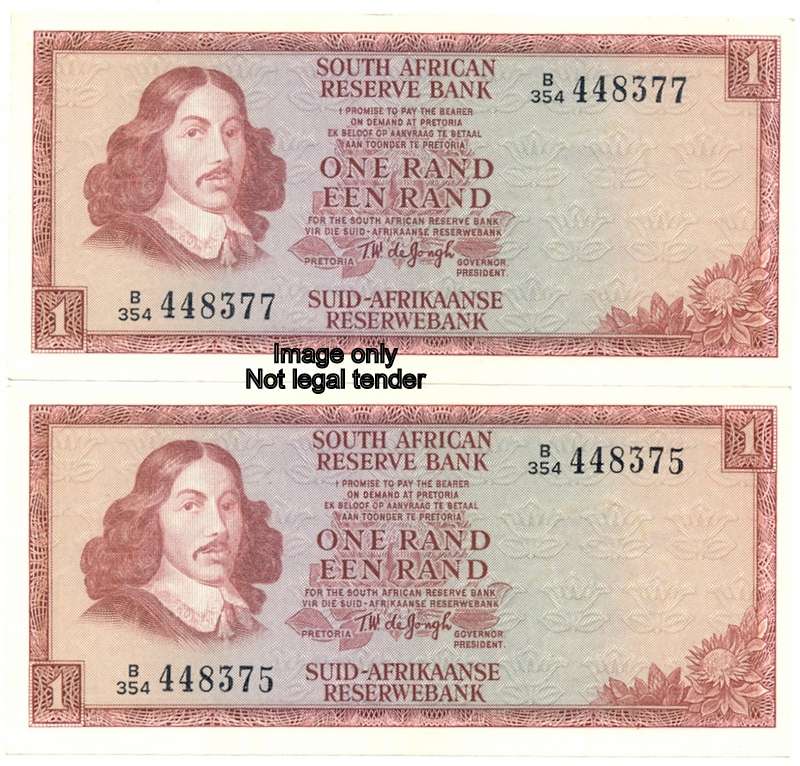 SOUTH AFRICAN
RESERVE BANK
B/354 448377
1
I PROMISE TO PAY THE BEARER
ON DEMAND AT PRETORIA
EK BELOOF OP AANVRAAG TE BETAAL
AAN TOONDER TE PRETORIA
ONE RAND
EEN RAND
FOR THE SOUTH AFRICAN RESERVE BANK
VIR DIE SUID-AFRIKAANSE RESERWEBANK
T.W. de Jongh
PRETORIA GOVERNOR
PRESIDENT.
1
B/354 448377
SUID-AFRIKAANSE
RESERWEBANK
Image only
Not legal tender
SOUTH AFRICAN
RESERVE BANK
B/354 448375
1
I PROMISE TO PAY THE BEARER
ON DEMAND AT PRETORIA
EK BELOOF OP AANVRAAG TE BETAAL
AAN TOONDER TE PRETORIA
ONE RAND
EEN RAND
FOR THE SOUTH AFRICAN RESERVE BANK
VIR DIE SUID-AFRIKAANSE RESERWEBANK
T.W. de Jongh
PRETORIA GOVERNOR
PRESIDENT.
1
B/354 448375
SUID-AFRIKAANSE
RESERWEBANK